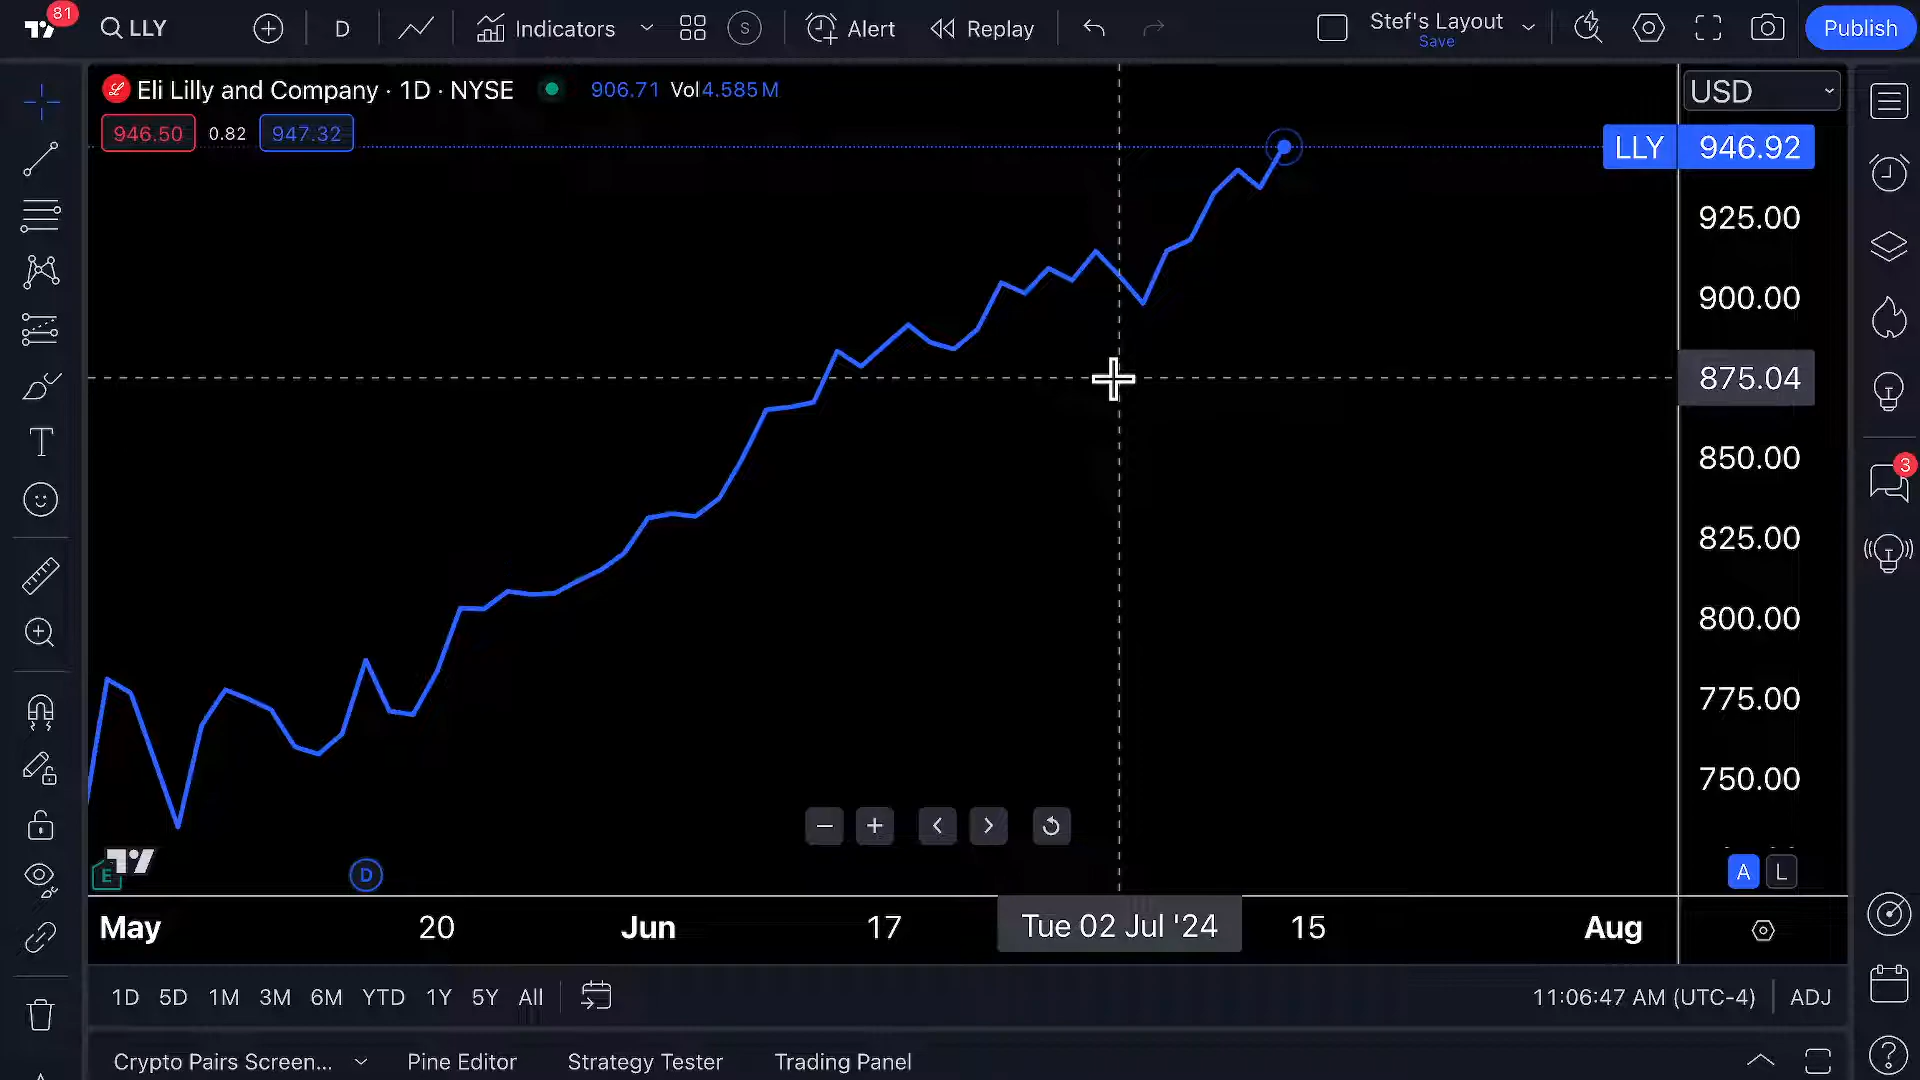 81
LLY
D
Indicators
S
Alert
Replay
Stef's Layout
Save
Publish
Eli Lilly and Company · 1D · NYSE
906.71 Vol4.585M
USD
946.50 0.82 947.32
LLY 946.92
925.00
900.00
875.04
850.00
825.00
800.00
775.00
750.00
3
T
E
D
A
L
May 20 Jun 17 Tue 02 Jul '24 15 Aug
1D 5D 1M 3M 6M YTD 1Y 5Y All
11:06:47 AM (UTC-4)
ADJ
Crypto Pairs Screen... Pine Editor Strategy Tester Trading Panel